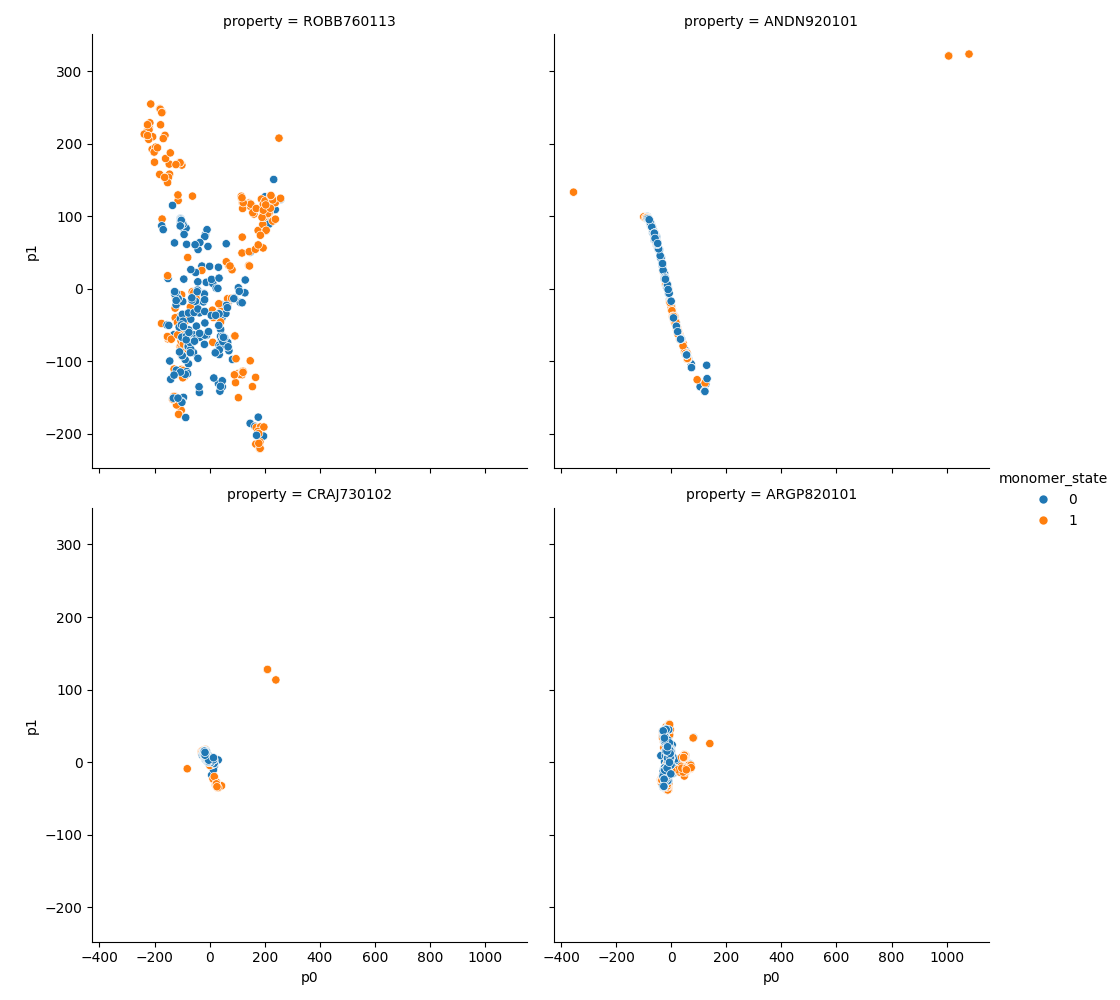 property = ROBB760113
property = ANDN920101
300
200
100
0
−100
−200
p1
property = CRAJ730102
property = ARGP820101
monomer_state
0
1
300
200
100
0
−100
−200
p1
−400 −200 0 200 400 600 800 1000
−400 −200 0 200 400 600 800 1000
p0
p0